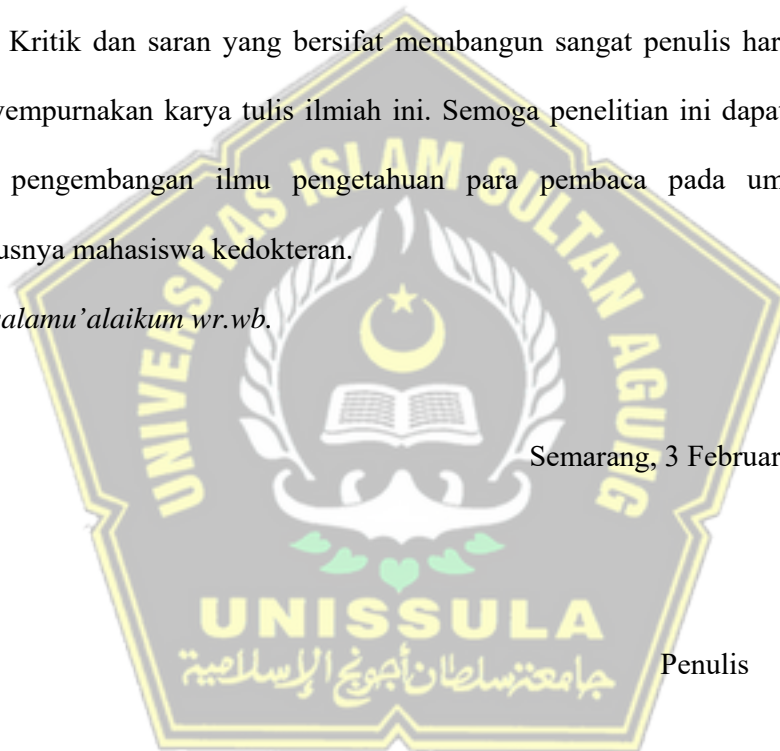 Kritik dan saran yang bersifat membangun sangat penulis har
yempurnakan karya tulis ilmiah ini. Semoga penelitian ini dapa
pengembangan ilmu pengetahuan para pembaca pada um
usnya mahasiswa kedokteran.
alamu’alaikum wr.wb.
UNIVERSITAS ISLAM SULTAN AGUNG
Semarang, 3 Februar
UNISSULA
جامعة سلطان أجونج الإسلامية
Penulis